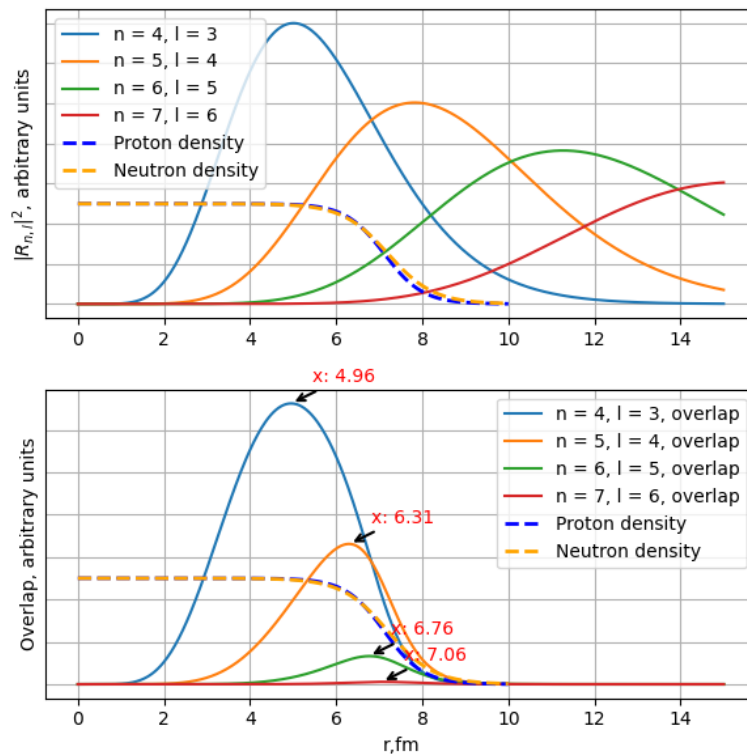 |R_{n,l}|^2, arbitrary units
n = 4, l = 3
n = 5, l = 4
n = 6, l = 5
n = 7, l = 6
Proton density
Neutron density
0 2 4 6 8 10 12 14
Overlap, arbitrary units
x: 4.96
x: 6.31
x: 6.76
x: 7.06
n = 4, l = 3, overlap
n = 5, l = 4, overlap
n = 6, l = 5, overlap
n = 7, l = 6, overlap
Proton density
Neutron density
0 2 4 6 8 10 12 14
r,fm